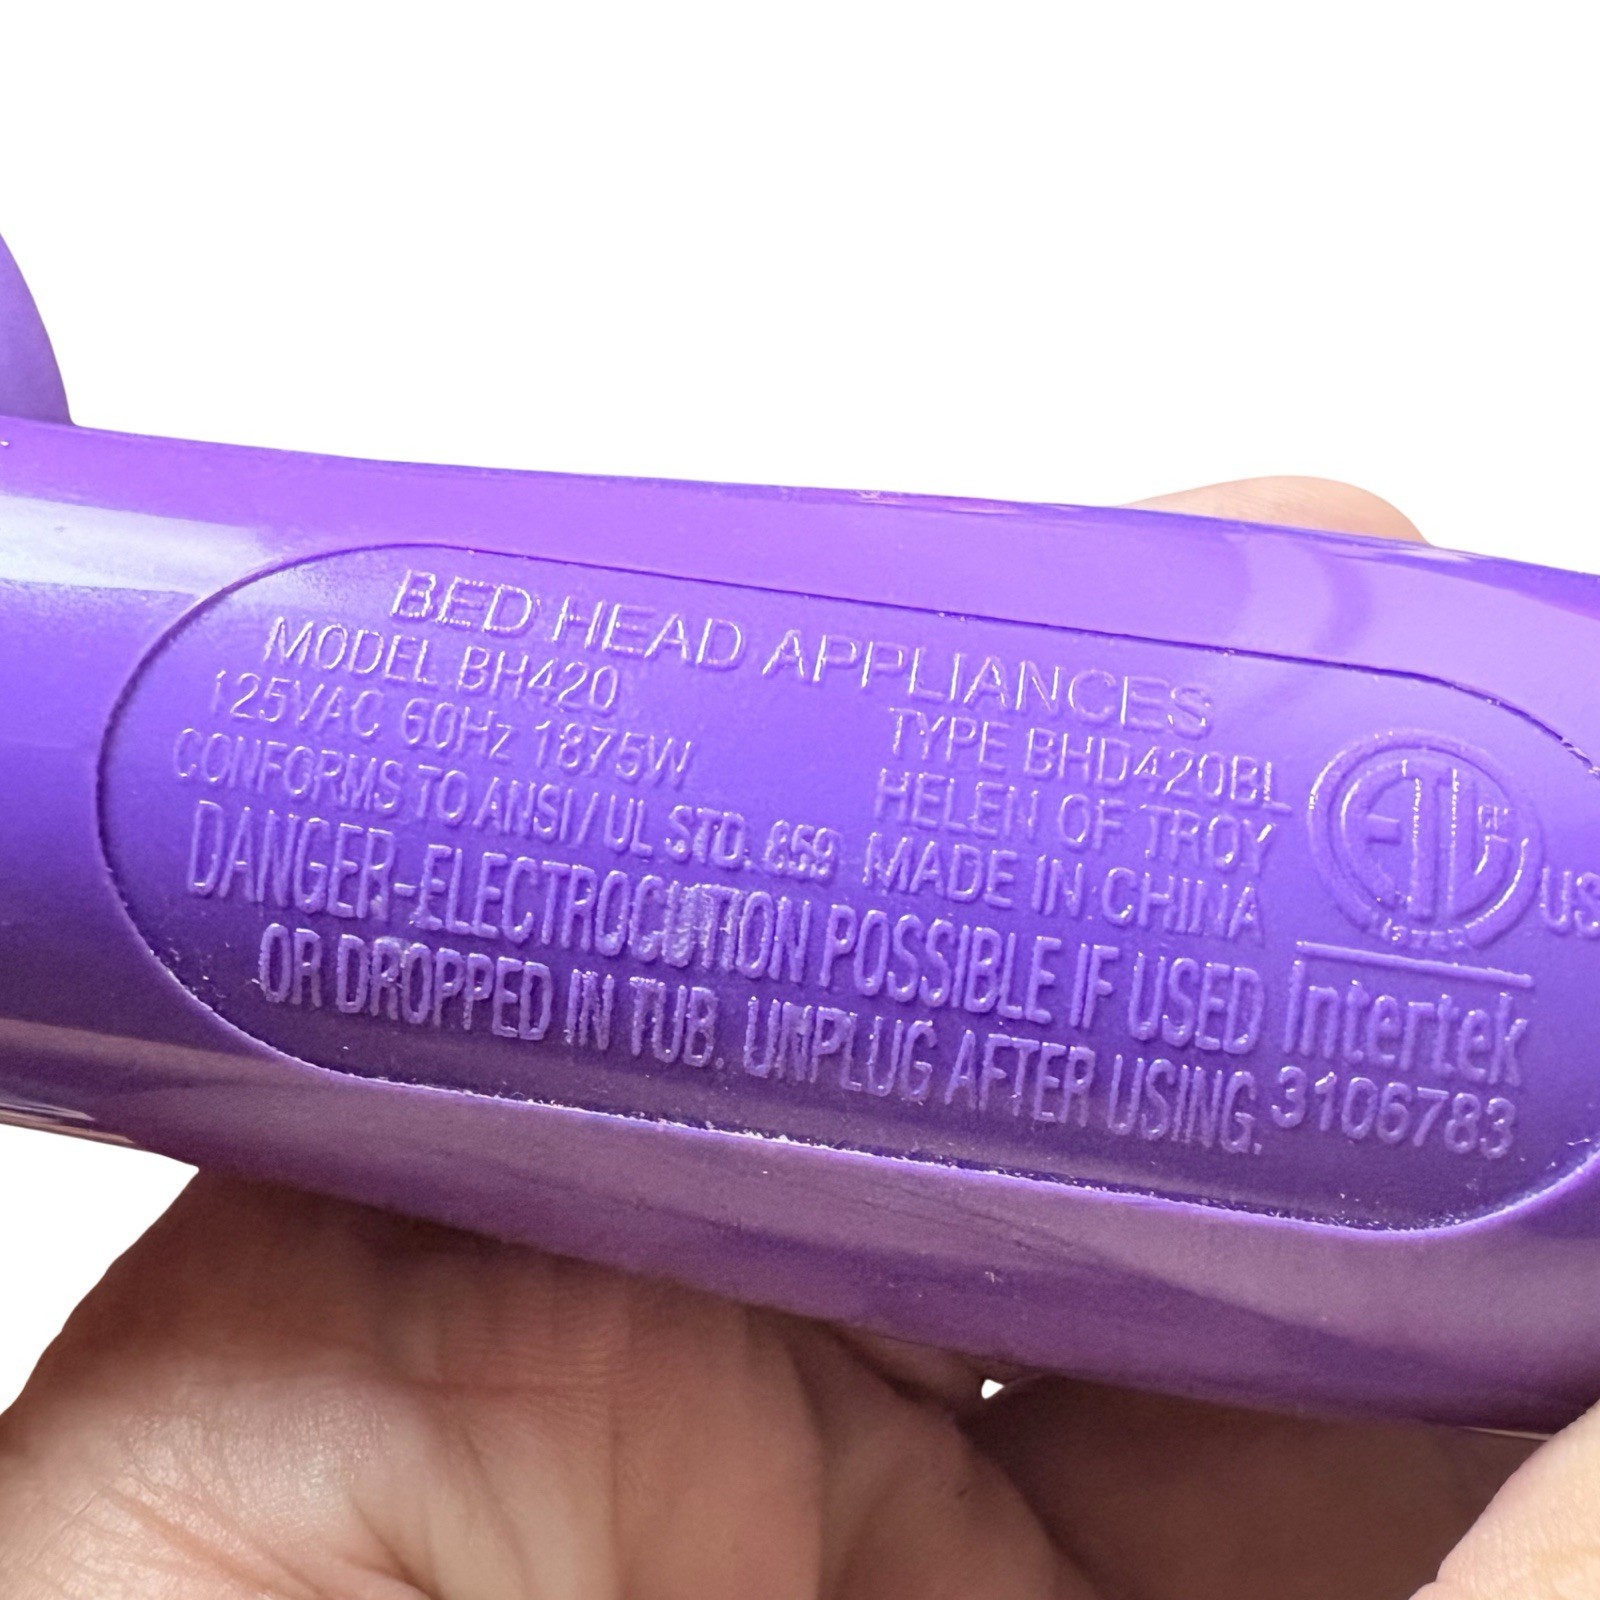 BED HEAD APPLIANCES
MODEL BH420
125VAC 60Hz 1875W
CONFORMS TO ANSI/UL STD. 859
TYPE BHD420BL
HELEN OF TROY
MADE IN CHINA
DANGER-ELECTROCUTION POSSIBLE IF USED
OR DROPPED IN TUB. UNPLUG AFTER USING.
ETL
US
Intertek
3106783